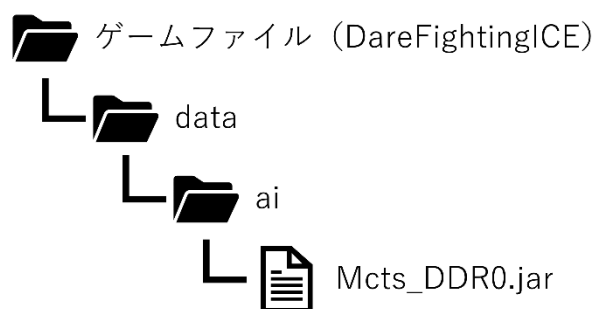 ゲームファイル（DareFightingICE）
data
ai
Mcts_DDR0.jar